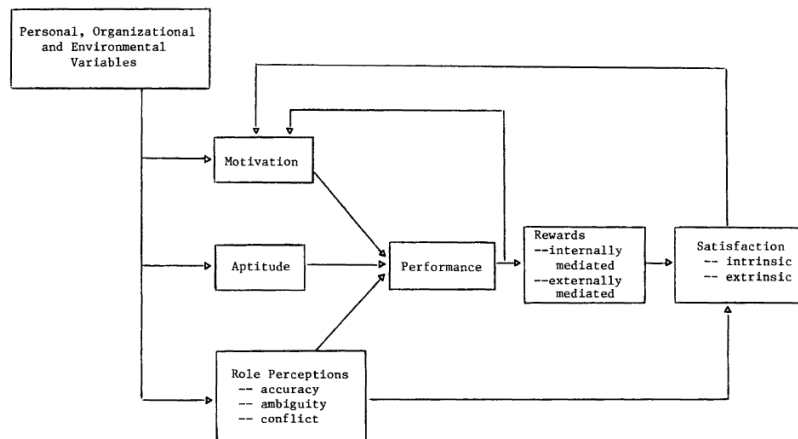 Personal, Organizational
and Environmental
Variables
Motivation
Aptitude
Performance
Rewards
--internally
mediated
--externally
mediated
Satisfaction
-- intrinsic
-- extrinsic
Role Perceptions
-- accuracy
-- ambiguity
-- conflict